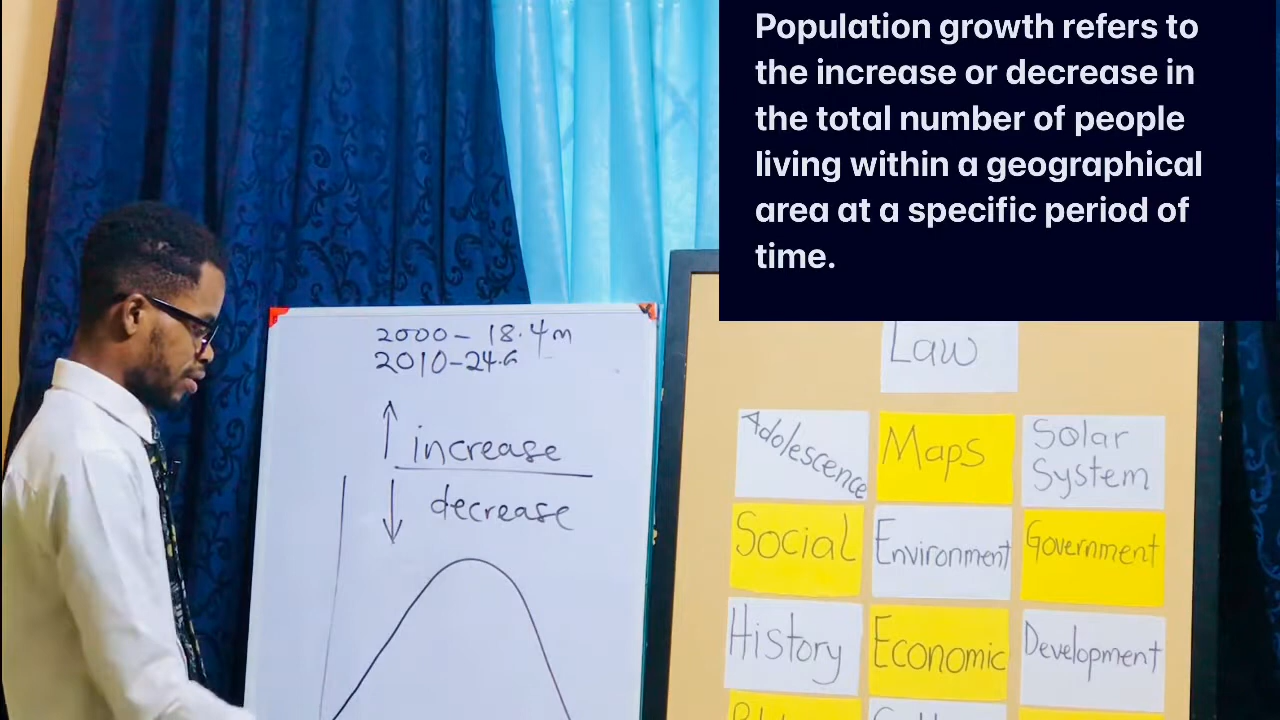 Population growth refers to
the increase or decrease in
the total number of people
living within a geographical
area at a specific period of
time.
2000 - 18.4m
2010-24.6
increase
decrease
Law
Adolescence
Maps
Solar
System
Social
Environment
Government
History
Economic
Development